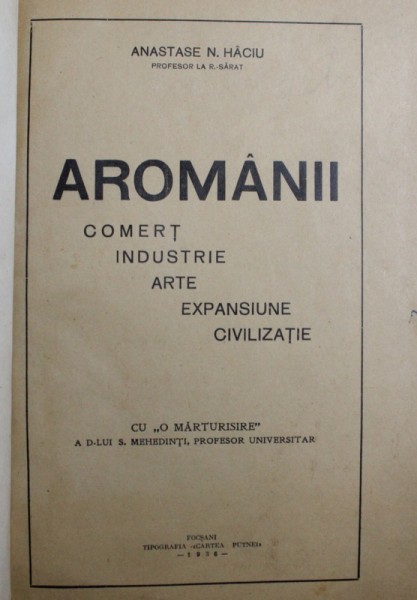 ANASTASE N. HÂCIU
PROFESOR LA R.-SĂRAT
AROMÂNII
COMERȚ
INDUSTRIE
ARTE
EXPANSIUNE
CIVILIZAȚIE
CU „O MĂRTURISIRE"
A D-LUI S. MEHEDINȚI, PROFESOR UNIVERSITAR
FOCȘANI
TIPOGRAFIA «CARTEA PUTNEI»
— 1936 —